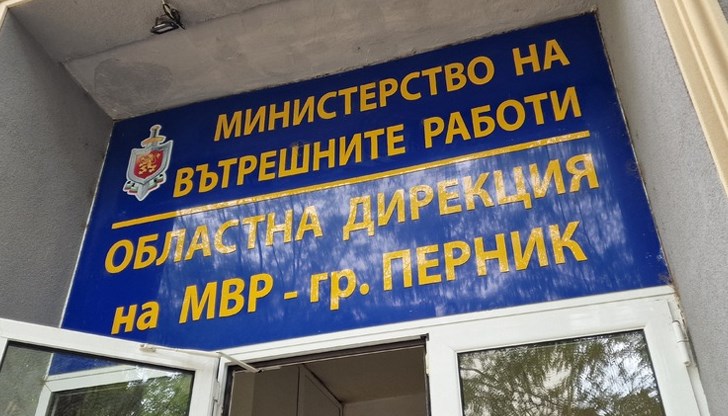 МИНИСТЕРСТВО НА
ВЪТРЕШНИТЕ РАБОТИ
ОБЛАСТНА ДИРЕКЦИЯ
на МВР - гр. ПЕРНИК